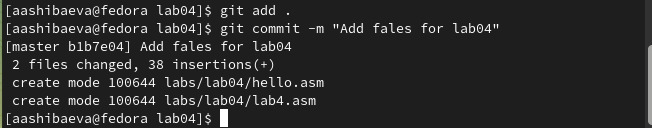 [aashibaeva@fedora lab04]$ git add .
[aashibaeva@fedora lab04]$ git commit -m "Add fales for lab04"
[master b1b7e04] Add fales for lab04
 2 files changed, 38 insertions(+)
 create mode 100644 labs/lab04/hello.asm
 create mode 100644 labs/lab04/lab4.asm
[aashibaeva@fedora lab04]$